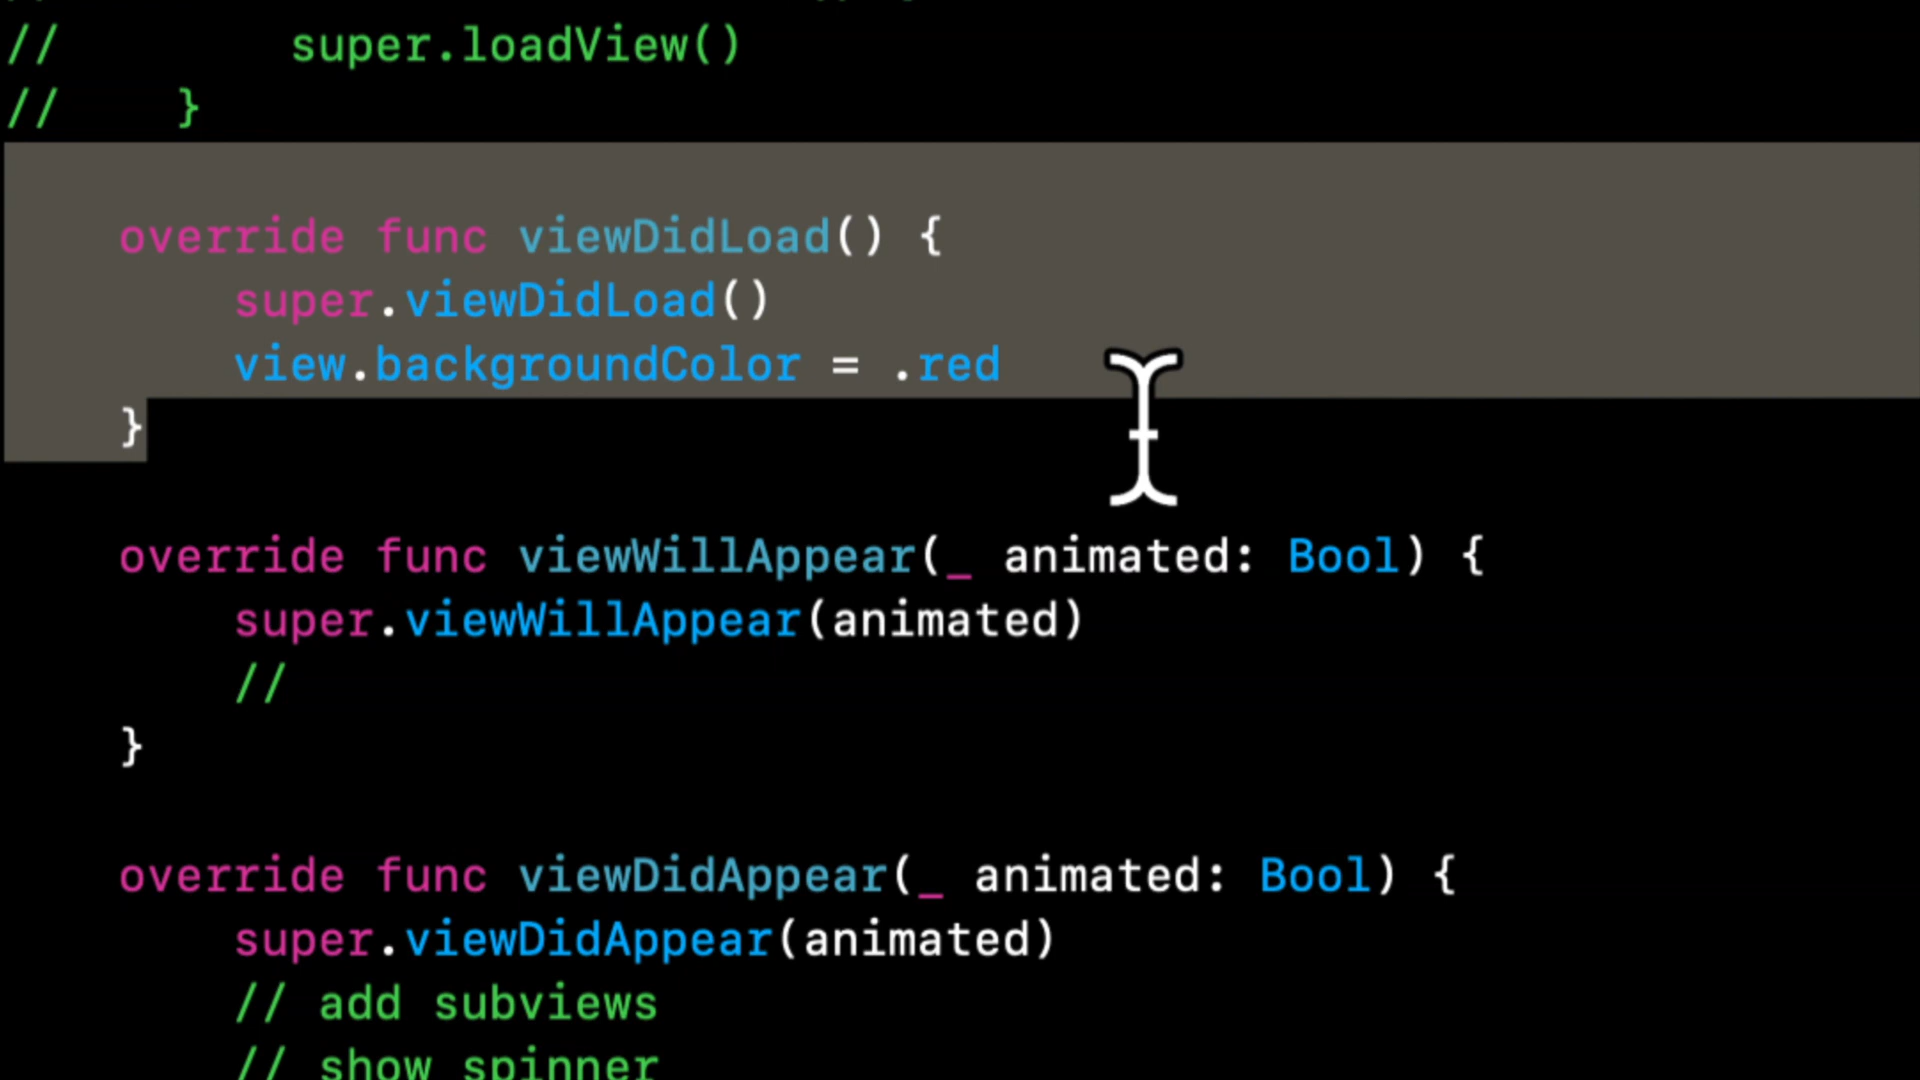 //        super.loadView()
//    }
    override func viewDidLoad() {
        super.viewDidLoad()
        view.backgroundColor = .red
    }
    override func viewWillAppear(_ animated: Bool) {
        super.viewWillAppear(animated)
        //
    }
    override func viewDidAppear(_ animated: Bool) {
        super.viewDidAppear(animated)
        // add subviews
        // show spinner